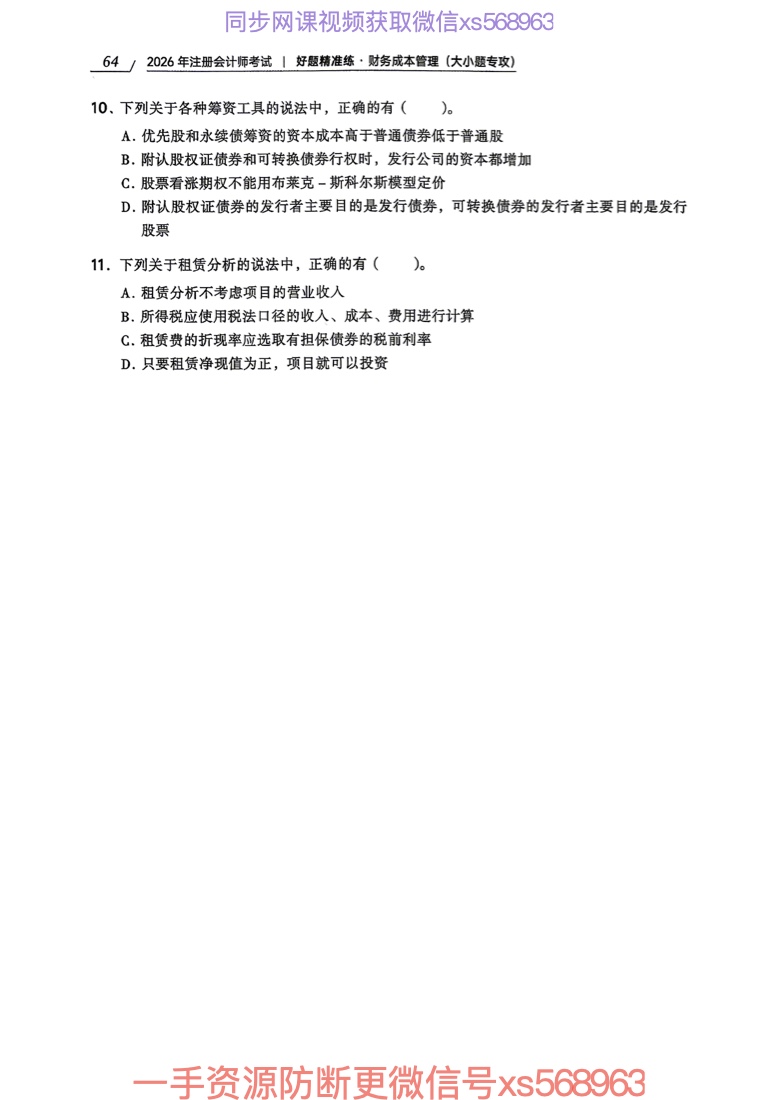 同步网课视频获取微信xs568963
64 / 2026 年注册会计师考试 | 好题精准练·财务成本管理(大小题专攻)
10、下列关于各种筹资工具的说法中，正确的有（ ）。
A. 优先股和永续债筹资的资本成本高于普通债券低于普通股
B. 附认股权证债券和可转换债券行权时，发行公司的资本都增加
C. 股票看涨期权不能用布莱克－斯科尔斯模型定价
D. 附认股权证债券的发行者主要目的是发行债券，可转换债券的发行者主要目的是发行
股票
11. 下列关于租赁分析的说法中，正确的有（ ）。
A. 租赁分析不考虑项目的营业收入
B. 所得税应使用税法口径的收入、成本、费用进行计算
C. 租赁费的折现率应选取有担保债券的税前利率
D. 只要租赁净现值为正，项目就可以投资
一手资源防断更微信号xs568963